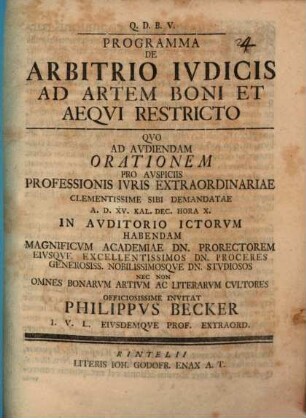 Q. D. B. V.
4
PROGRAMMA
DE
ARBITRIO IVDICIS
AD ARTEM BONI ET
AEQVI RESTRICTO
QVO
AD AVDIENDAM
ORATIONEM
PRO AVSPICIIS
PROFESSIONIS IVRIS EXTRAORDINARIAE
CLEMENTISSIME SIBI DEMANDATAE
A. D. XV. KAL. DEC. HORA X.
IN AVDITORIO ICTORVM
HABENDAM
MAGNIFICVM ACADEMIAE DN. PRORECTOREM
EIVSQVE EXCELLENTISSIMOS DN. PROCERES
GENEROSISS. NOBILISSIMOSQVE DN. STVDIOSOS
NEC NON
OMNES BONARVM ARTIVM AC LITERARVM CVLTORES
OFFICIOSISSIME INVITAT
PHILIPPVS BECKER
I. V. L. EIVSDEMQVE PROF. EXTRAORD.
RINTELII
LITERIS IOH. GODOFR. ENAX A. T.